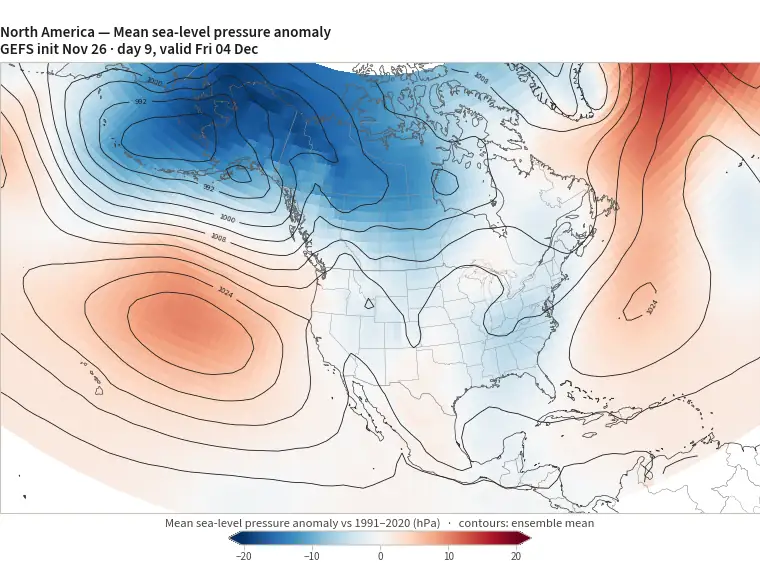 North America — Mean sea-level pressure anomaly
GEFS init Nov 26 · day 9, valid Fri 04 Dec
1000
1008
992
992
1000
1008
1024
1024
Mean sea-level pressure anomaly vs 1991–2020 (hPa) · contours: ensemble mean
−20 −10 0 10 20